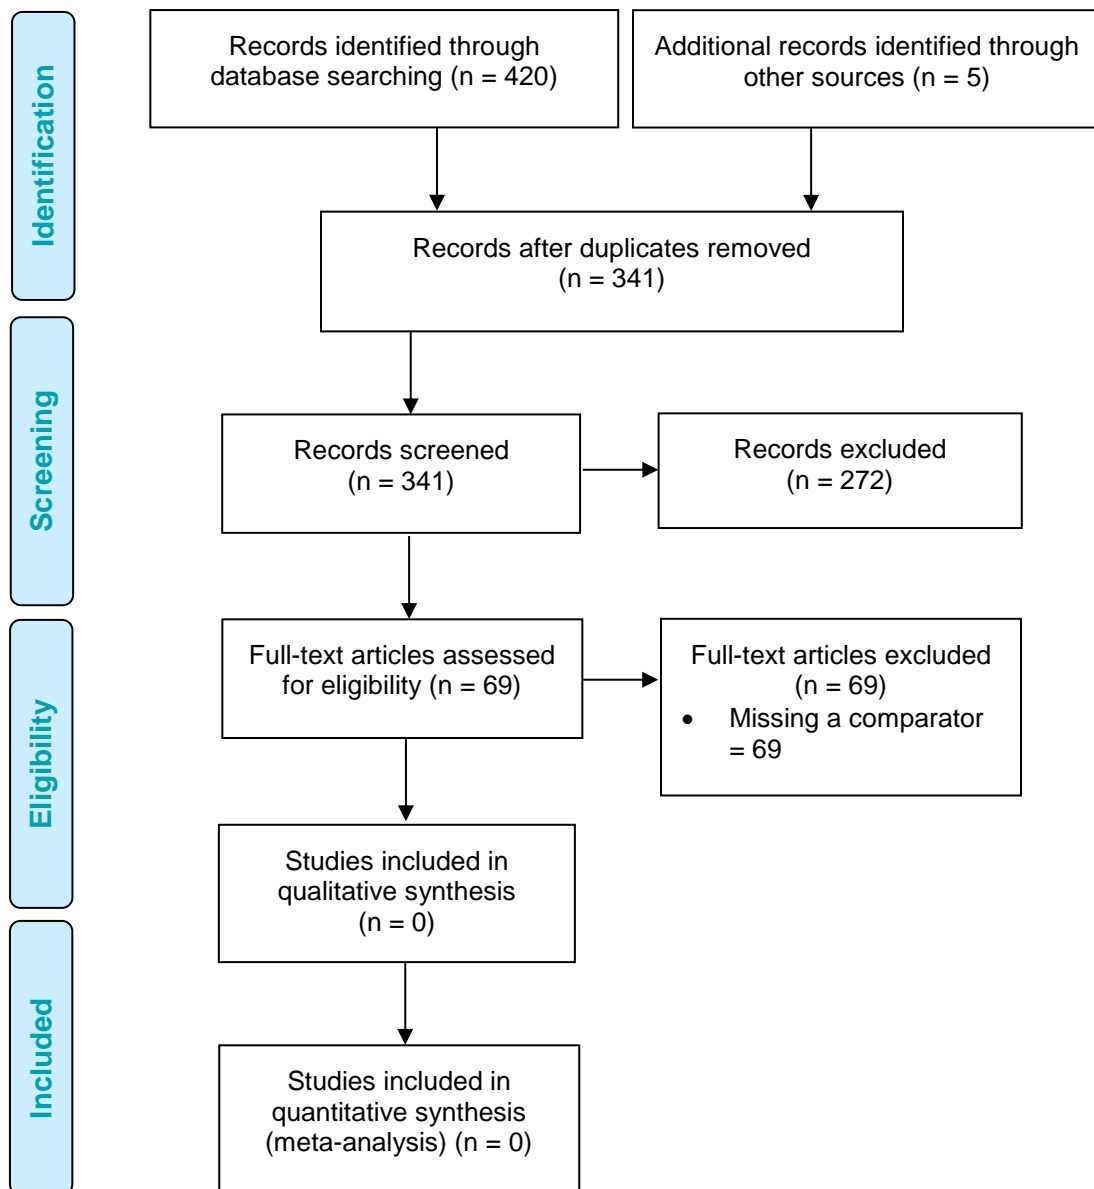 Identification
Records identified through
database searching (n = 420)
Additional records identified through
other sources (n = 5)
Records after duplicates removed
(n = 341)
Screening
Records screened
(n = 341)
Records excluded
(n = 272)
Eligibility
Full-text articles assessed
for eligibility (n = 69)
Full-text articles excluded
(n = 69)
• Missing a comparator
= 69
Studies included in
qualitative synthesis
(n = 0)
Included
Studies included in
quantitative synthesis
(meta-analysis) (n = 0)